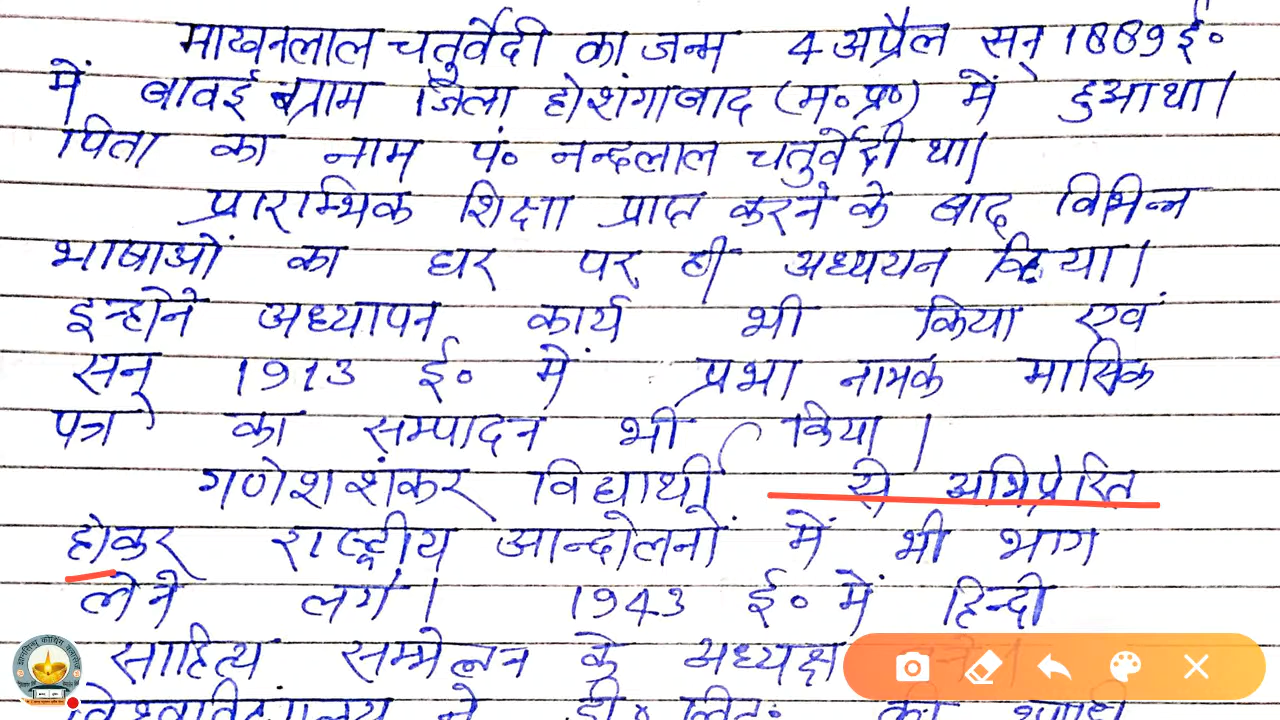 माखनलाल चतुर्वेदी का जन्म 4 अप्रैल सन् 1889 ई०
में बावई ग्राम जिला होशंगाबाद (म० प्र०) में हुआ था।
पिता का नाम पं० नन्दलाल चतुर्वेदी था।
प्रारम्भिक शिक्षा प्राप्त करने के बाद विभिन्न
भाषाओं का घर पर ही अध्ययन किया।
इन्होने अध्यापन कार्य भी किया एवं
सन् 1913 ई० में प्रभा नामक मासिक
पत्र का सम्पादन भी किया।
गणेशशंकर विद्यार्थी से अभिप्रेरित
होकर राष्ट्रीय आन्दोलनों में भी भाग
लेने लगे। 1943 ई० में हिन्दी
साहित्य सम्मेलन के अध्यक्ष